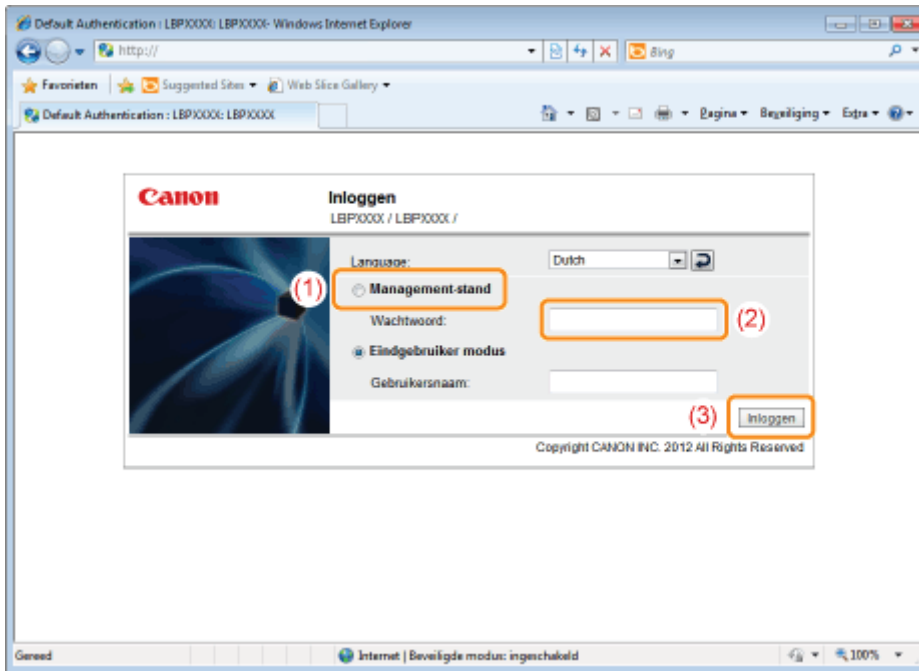 Default Authentication : LBPXXXX: LBPXXXX- Windows Internet Explorer
http://
Bing
Favorieten
Suggested Sites
Web Slice Gallery
Default Authentication : LBPXXXX: LBPXXXX
Pagina
Beveiliging
Extra
Canon
Inloggen
LBPXXXX / LBPXXXX /
Language:
Dutch
(1)
Management-stand
Wachtwoord:
(2)
Eindgebruiker modus
Gebruikersnaam:
(3)
Inloggen
Copyright CANON INC. 2012 All Rights Reserved
Gereed
Internet | Beveiligde modus: ingeschakeld
100%